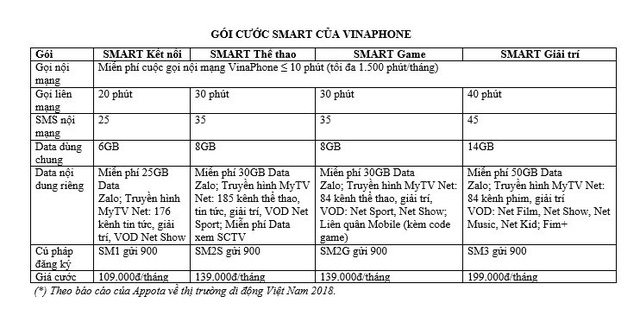 GÓI CƯỚC SMART CỦA VINAPHONE
Gói SMART Kết nối SMART Thể thao SMART Game SMART Giải trí
Gọi nội mạng Miễn phí cuộc gọi nội mạng VinaPhone ≤ 10 phút (tối đa 1.500 phút/tháng)
Gọi liên mạng 20 phút 30 phút 30 phút 40 phút
SMS nội mạng 25 35 35 45
Data dùng chung 6GB 8GB 8GB 14GB
Data nội dung riêng
Miễn phí 25GB
Data
Zalo; Truyền hình
MyTV Net: 176
kênh tin tức, giải
trí, VOD Net Show
Miễn phí 30GB Data
Zalo; Truyền hình MyTV
Net: 185 kênh thể thao,
tin tức, giải trí, VOD Net
Sport; Miễn phí Data
xem SCTV
Miễn phí 30GB Data
Zalo; Truyền hình MyTV Net:
84 kênh thể thao, giải trí,
VOD: Net Sport, Net Show;
Liên quân Mobile (kèm code
game)
Miễn phí 50GB Data
Zalo; Truyền hình MyTV Net:
84 kênh phim, giải trí
VOD: Net Film, Net Show, Net
Music, Net Kid; Fim+
Cú pháp đăng ký SM1 gửi 900 SM2S gửi 900 SM2G gửi 900 SM3 gửi 900
Giá cước 109.000đ/tháng 139.000đ/tháng 139.000đ/tháng 199.000đ/tháng
(*) Theo báo cáo của Appota về thị trường di động Việt Nam 2018.